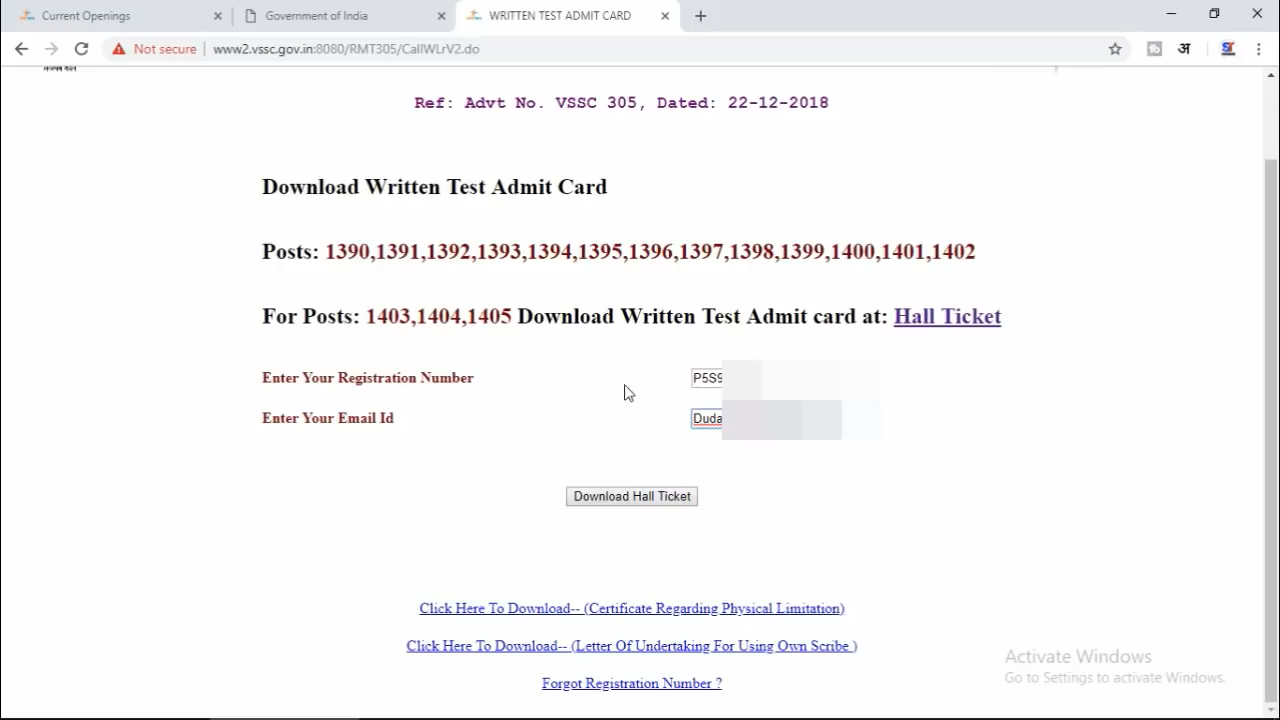 Current Openings
Government of India
WRITTEN TEST ADMIT CARD
Not secure
www2.vssc.gov.in:8080/RMT305/CallWLrV2.do
अ
Ref: Advt No. VSSC 305, Dated: 22-12-2018
Download Written Test Admit Card
Posts: 1390,1391,1392,1393,1394,1395,1396,1397,1398,1399,1400,1401,1402
For Posts: 1403,1404,1405 Download Written Test Admit card at: Hall Ticket
Enter Your Registration Number P5S9
Enter Your Email Id Duda
Download Hall Ticket
Click Here To Download-- (Certificate Regarding Physical Limitation)
Click Here To Download-- (Letter Of Undertaking For Using Own Scribe )
Forgot Registration Number ?
Activate Windows
Go to Settings to activate Windows.